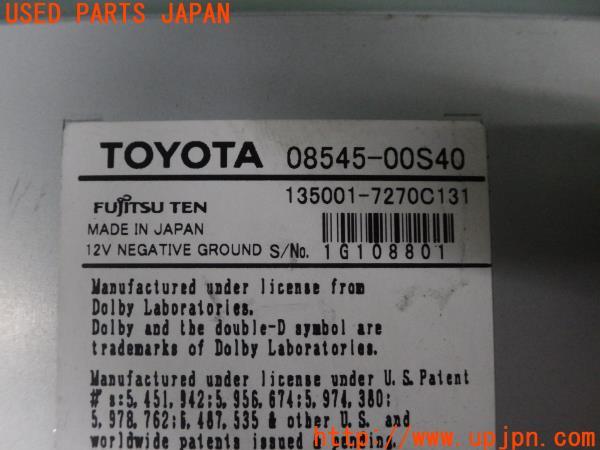 USED PARTS JAPAN
TOYOTA 08545-00S40
135001-7270C131
FUJITSU TEN
MADE IN JAPAN
12V NEGATIVE GROUND S/No. 1G108801
Manufactured under license from
Dolby Laboratories.
Dolby and the double-D symbol are
trademarks of Dolby Laboratories.
Manufactured under license under U.S. Patent
#'s:5,451,942;5,956,674;5,974,380;
5,978,762;6,487,535 & other U.S. and
worldwide patents issued & pending
www.upjpn.com